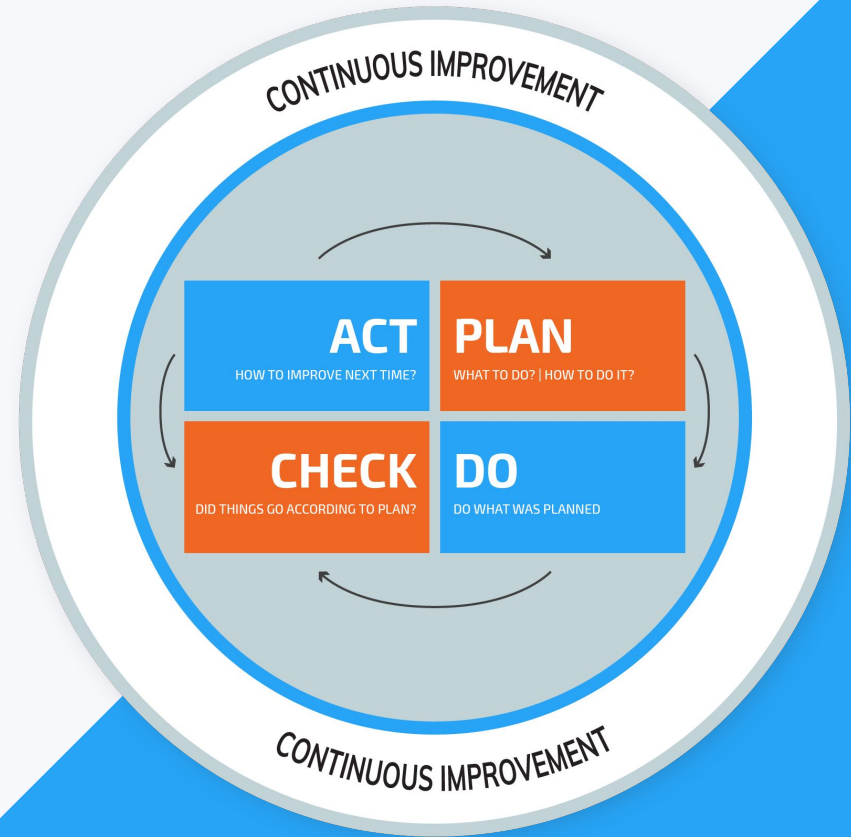 CONTINUOUS IMPROVEMENT
ACT
HOW TO IMPROVE NEXT TIME?
PLAN
WHAT TO DO? | HOW TO DO IT?
CHECK
DID THINGS GO ACCORDING TO PLAN?
DO
DO WHAT WAS PLANNED
CONTINUOUS IMPROVEMENT